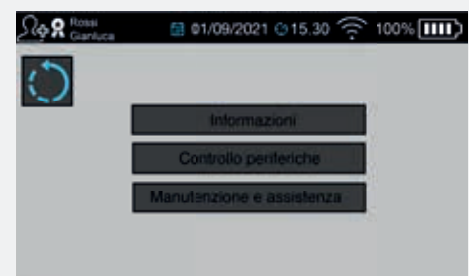 Rossi
Gianluca
01/09/2021 15.30 100%
Informazioni
Controllo periferiche
Manutenzione e assistenza